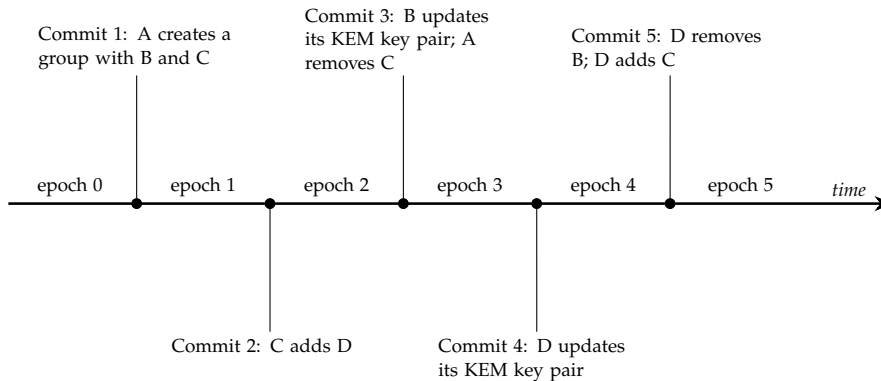 Commit 1: A creates a
group with B and C
Commit 3: B updates
its KEM key pair; A
removes C
Commit 5: D removes
B; D adds C
epoch 0
epoch 1
epoch 2
epoch 3
epoch 4
epoch 5
time
Commit 2: C adds D
Commit 4: D updates
its KEM key pair